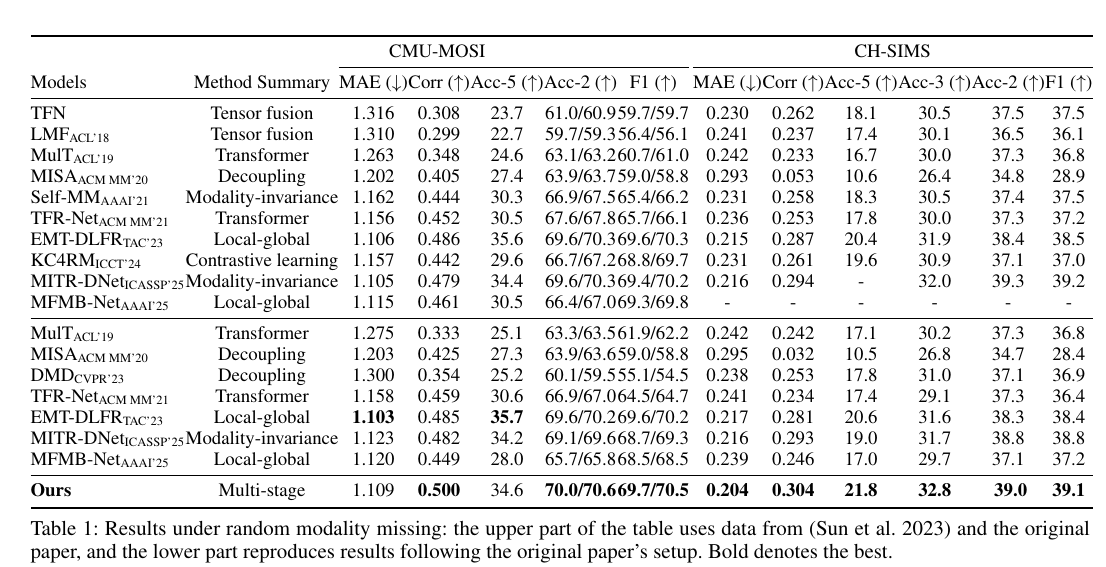 CMU-MOSI CH-SIMS
Models Method Summary MAE (↓) Corr (↑) Acc-5 (↑) Acc-2 (↑) F1 (↑) MAE (↓) Corr (↑) Acc-5 (↑) Acc-3 (↑) Acc-2 (↑) F1 (↑)
TFN Tensor fusion 1.316 0.308 23.7 61.0/60.9 59.7/59.7 0.230 0.262 18.1 30.5 37.5 37.5
LMF ACL'18 Tensor fusion 1.310 0.299 22.7 59.7/59.3 56.4/56.1 0.241 0.237 17.4 30.1 36.5 36.1
MulT ACL'19 Transformer 1.263 0.348 24.6 63.1/63.2 60.7/61.0 0.242 0.233 16.7 30.0 37.3 36.8
MISA ACM MM'20 Decoupling 1.202 0.405 27.4 63.9/63.7 59.0/58.8 0.293 0.053 10.6 26.4 34.8 28.9
Self-MM AAAI'21 Modality-invariance 1.162 0.444 30.3 66.9/67.5 65.4/66.2 0.231 0.258 18.3 30.5 37.4 37.5
TFR-Net ACM MM'21 Transformer 1.156 0.452 30.5 67.6/67.8 65.7/66.1 0.236 0.253 17.8 30.0 37.3 37.2
EMT-DLFR TAC'23 Local-global 1.106 0.486 35.6 69.6/70.3 69.6/70.3 0.215 0.287 20.4 31.9 38.4 38.5
KC4RM ICCT'24 Contrastive learning 1.157 0.442 29.6 66.7/67.2 68.8/69.7 0.231 0.261 19.6 30.9 37.1 37.0
MITR-DNet ICASSP'25 Modality-invariance 1.105 0.479 34.4 69.6/70.3 69.4/70.2 0.216 0.294 - 32.0 39.3 39.2
MFMB-Net AAAI'25 Local-global 1.115 0.461 30.5 66.4/67.0 69.3/69.8 - - - - - -
MulT ACL'19 Transformer 1.275 0.333 25.1 63.3/63.5 61.9/62.2 0.242 0.242 17.1 30.2 37.3 36.8
MISA ACM MM'20 Decoupling 1.203 0.425 27.3 63.9/63.6 59.0/58.8 0.295 0.032 10.5 26.8 34.7 28.4
DMD CVPR'23 Decoupling 1.300 0.354 25.2 60.1/59.5 55.1/54.5 0.238 0.253 17.8 31.0 37.1 36.9
TFR-Net ACM MM'21 Transformer 1.158 0.459 30.6 66.9/67.0 64.5/64.7 0.241 0.234 17.4 29.1 37.3 36.4
EMT-DLFR TAC'23 Local-global 1.103 0.485 35.7 69.6/70.2 69.6/70.2 0.217 0.281 20.6 31.6 38.3 38.4
MITR-DNet ICASSP'25 Modality-invariance 1.123 0.482 34.2 69.1/69.6 68.7/69.3 0.216 0.293 19.0 31.7 38.8 38.8
MFMB-Net AAAI'25 Local-global 1.120 0.449 28.0 65.7/65.8 68.5/68.5 0.239 0.246 17.0 29.7 37.1 37.2
Ours Multi-stage 1.109 0.500 34.6 70.0/70.6 69.7/70.5 0.204 0.304 21.8 32.8 39.0 39.1
Table 1: Results under random modality missing: the upper part of the table uses data from (Sun et al. 2023) and the original
paper, and the lower part reproduces results following the original paper's setup. Bold denotes the best.